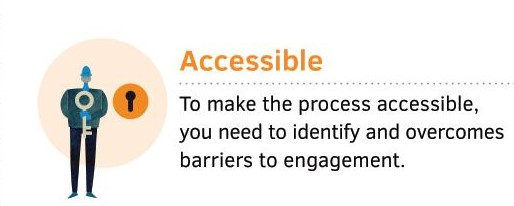 Accessible
To make the process accessible,
you need to identify and overcomes
barriers to engagement.